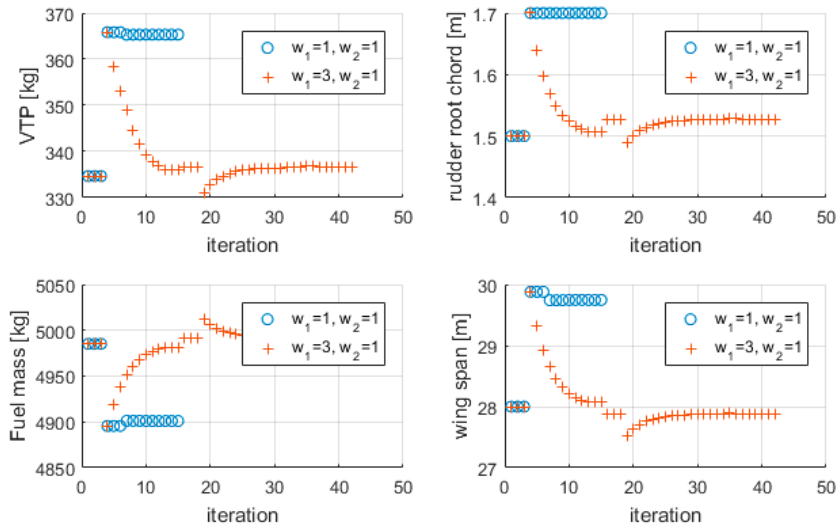 370
360
350
340
330
VTP [kg]
w1=1, w2=1
w1=3, w2=1
0 10 20 30 40 50
iteration
1.7
1.6
1.5
1.4
rudder root chord [m]
w1=1, w2=1
w1=3, w2=1
0 10 20 30 40 50
iteration
5050
5000
4950
4900
4850
Fuel mass [kg]
w1=1, w2=1
w1=3, w2=1
0 10 20 30 40 50
iteration
30
29
28
27
wing span [m]
w1=1, w2=1
w1=3, w2=1
0 10 20 30 40 50
iteration